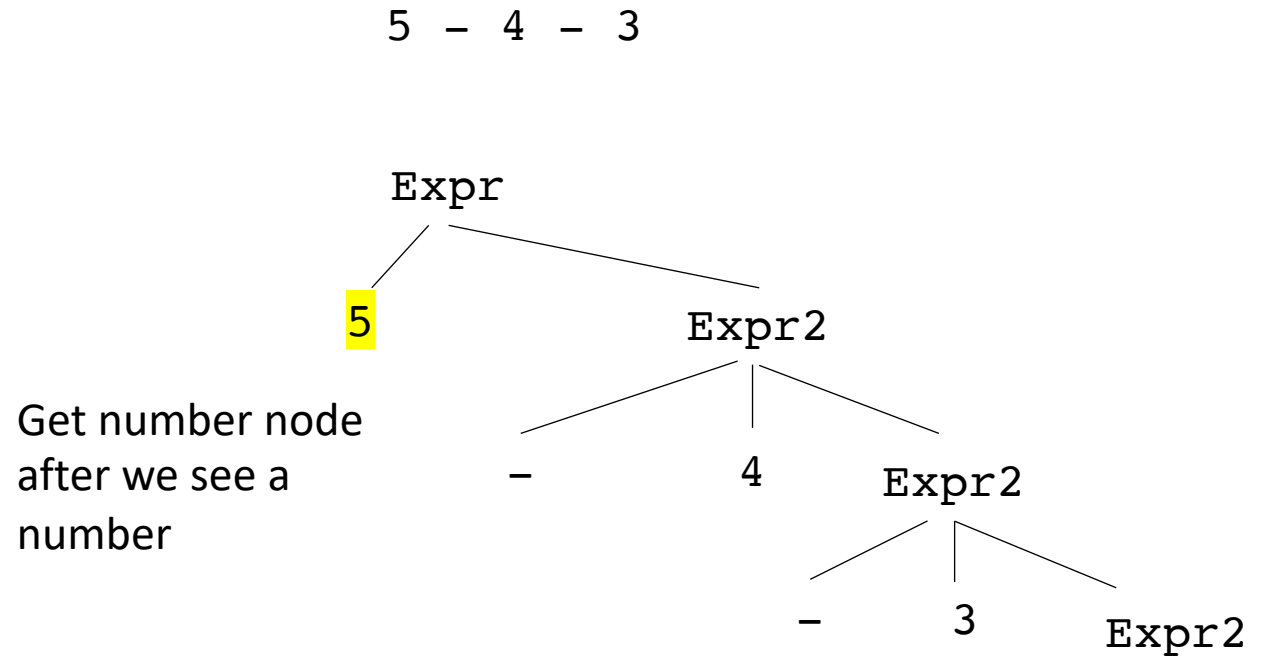 5 – 4 – 3
Expr
5 Expr2
Get number node
after we see a
number
– 4 Expr2
– 3 Expr2